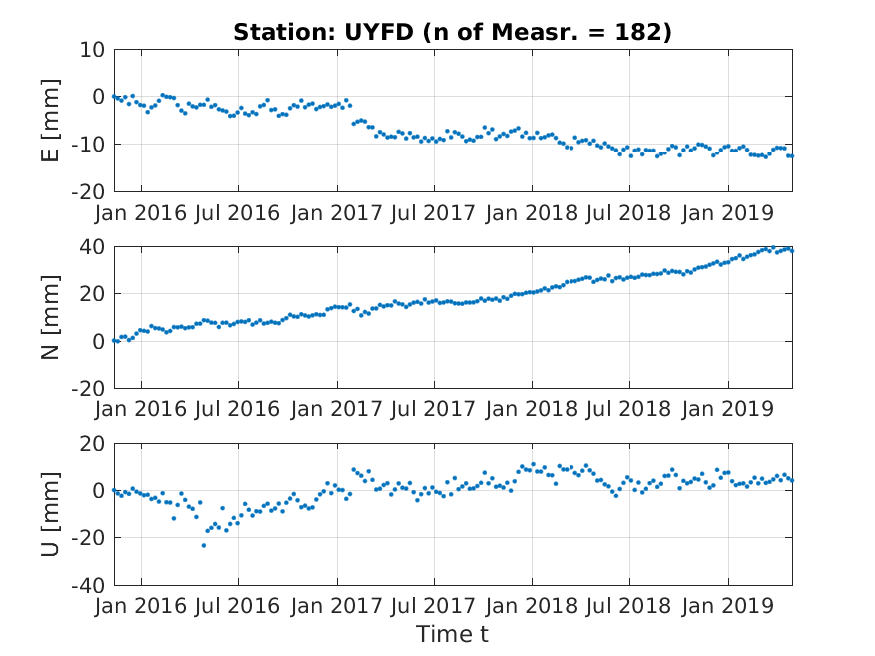 Station: UYFD (n of Measr. = 182)
10
0
-10
-20
E [mm]
Jan 2016 Jul 2016 Jan 2017 Jul 2017 Jan 2018 Jul 2018 Jan 2019
40
20
0
-20
N [mm]
Jan 2016 Jul 2016 Jan 2017 Jul 2017 Jan 2018 Jul 2018 Jan 2019
20
0
-20
-40
U [mm]
Jan 2016 Jul 2016 Jan 2017 Jul 2017 Jan 2018 Jul 2018 Jan 2019
Time t